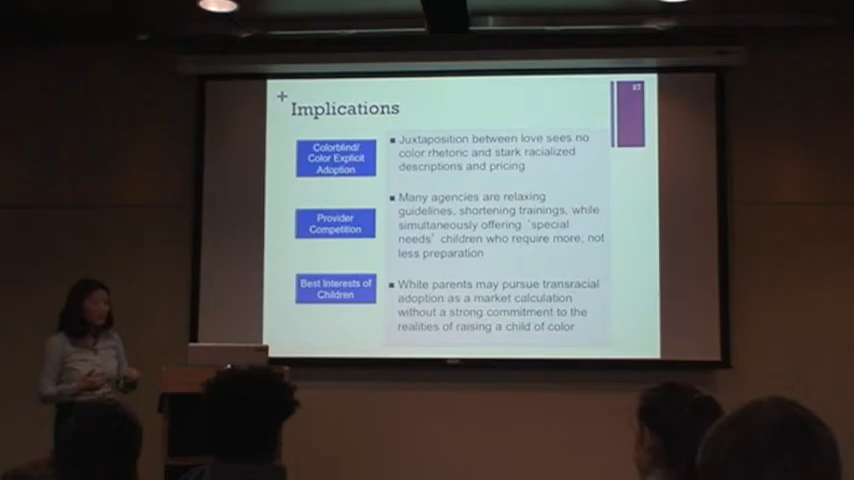 +
Implications
27
Colorblind/
Color Explicit
Adoption
■ Juxtaposition between love sees no
color rhetoric and stark racialized
descriptions and pricing
Provider
Competition
■ Many agencies are relaxing
guidelines, shortening trainings, while
simultaneously offering 'special
needs' children who require more, not
less preparation
Best Interests of
Children
■ White parents may pursue transracial
adoption as a market calculation
without a strong commitment to the
realities of raising a child of color